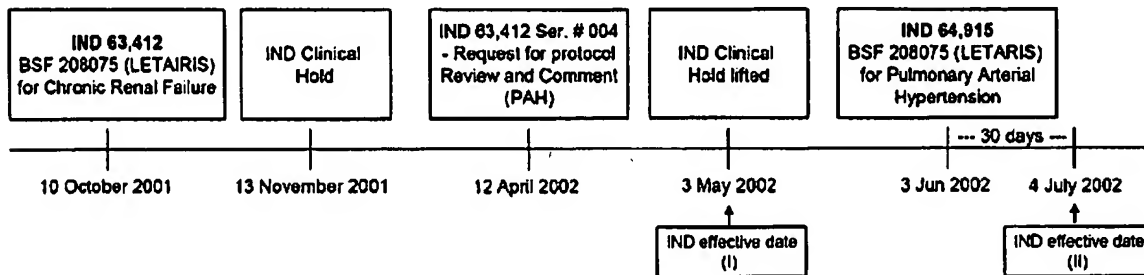 IND 63,412
BSF 208075 (LETAIRIS)
for Chronic Renal Failure
IND Clinical
Hold
IND 63,412 Ser. # 004
- Request for protocol
Review and Comment
(PAH)
IND Clinical
Hold lifted
IND 64,915
BSF 208075 (LETARIS)
for Pulmonary Arterial
Hypertension
--- 30 days ---
10 October 2001
13 November 2001
12 April 2002
3 May 2002
3 Jun 2002
4 July 2002
IND effective date
(I)
IND effective date
(II)